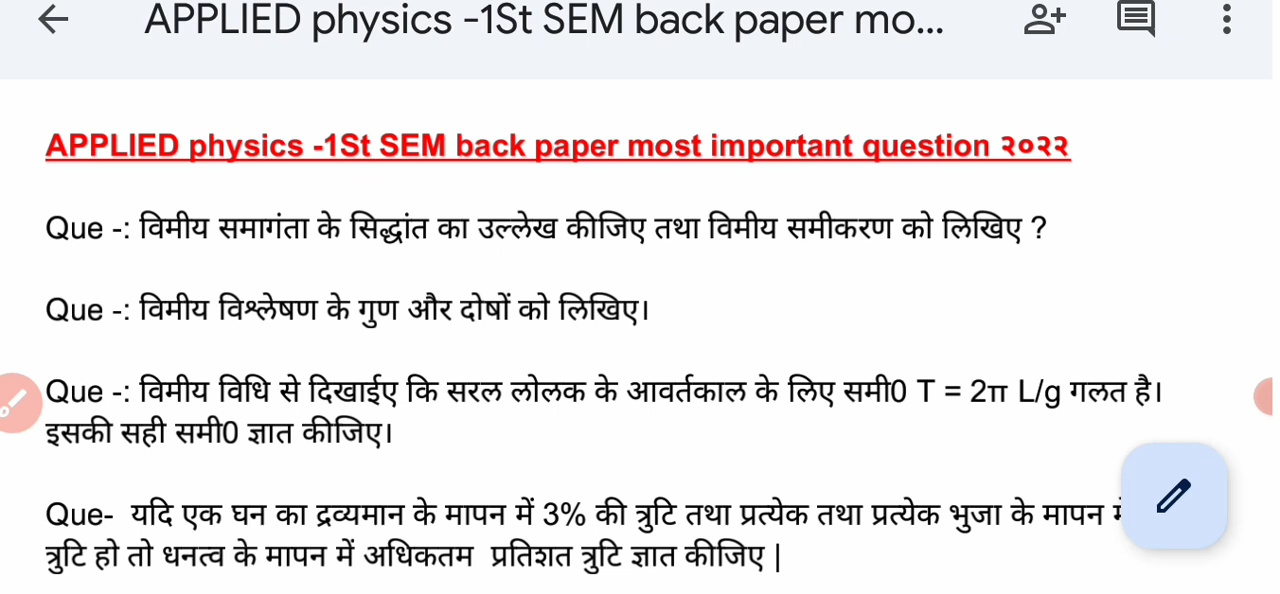 APPLIED physics -1St SEM back paper mo...
APPLIED physics -1St SEM back paper most important question २०२२
Que -: विमीय समागंता के सिद्धांत का उल्लेख कीजिए तथा विमीय समीकरण को लिखिए ?
Que -: विमीय विश्लेषण के गुण और दोषों को लिखिए।
Que -: विमीय विधि से दिखाईए कि सरल लोलक के आवर्तकाल के लिए समी0 T = 2π L/g गलत है।
इसकी सही समी0 ज्ञात कीजिए।
Que- यदि एक घन का द्रव्यमान के मापन में 3% की त्रुटि तथा प्रत्येक तथा प्रत्येक भुजा के मापन
त्रुटि हो तो धनत्व के मापन में अधिकतम प्रतिशत त्रुटि ज्ञात कीजिए |